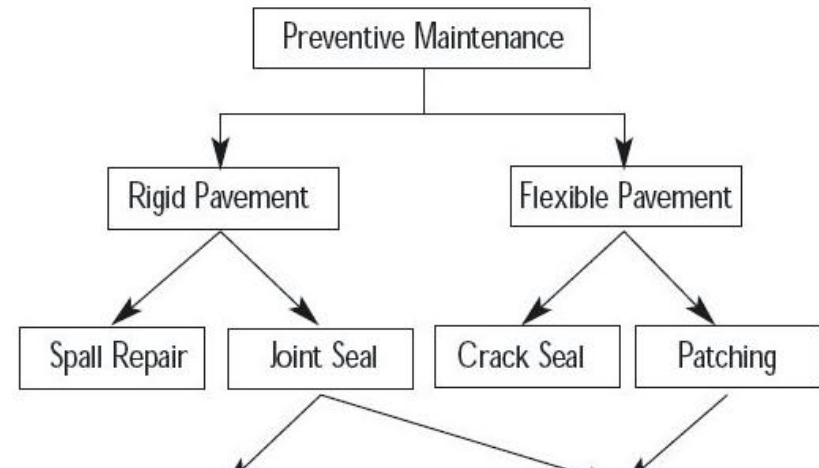 Preventive Maintenance
Rigid Pavement
Flexible Pavement
Spall Repair
Joint Seal
Crack Seal
Patching